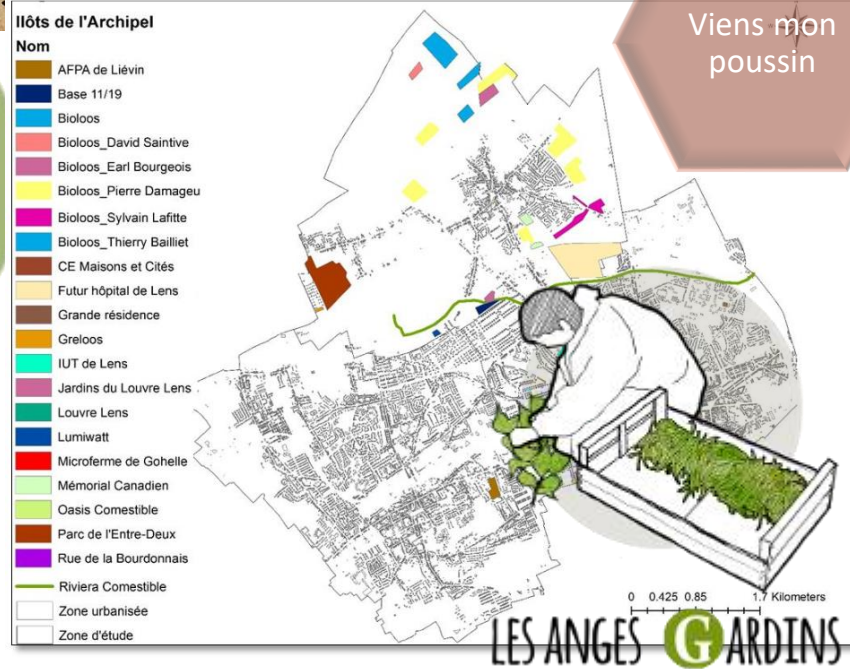 Ilôts de l'Archipel
Nom
AFPA de Liévin
Base 11/19
Bioloos
Bioloos_David Saintive
Bioloos_Earl Bourgeois
Bioloos_Pierre Damageu
Bioloos_Sylvain Lafitte
Bioloos_Thierry Bailliet
CE Maisons et Cités
Futur hôpital de Lens
Grande résidence
Greloos
IUT de Lens
Jardins du Louvre Lens
Louvre Lens
Lumiwatt
Microferme de Gohelle
Mémorial Canadien
Oasis Comestible
Parc de l'Entre-Deux
Rue de la Bourdonnais
Riviera Comestible
Zone urbanisée
Zone d'étude
Viens mon
poussin
0 0.425 0.85 1.7 Kilometers
LES ANGES GARDINS